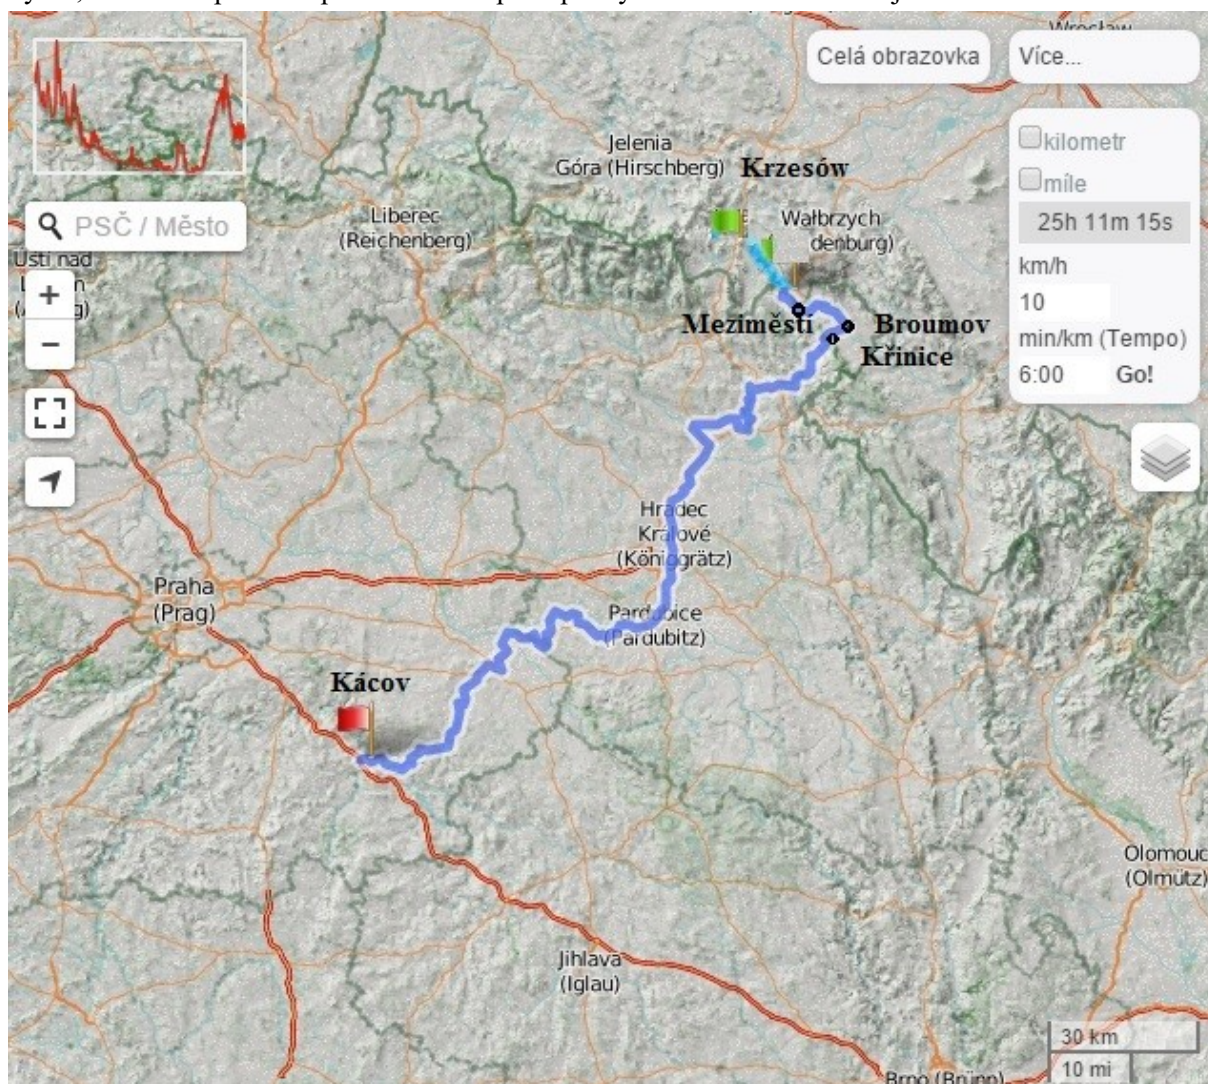 Celá obrazovka
Více...
kilometr
míle
25h 11m 15s
km/h
10
min/km (Tempo)
6:00 Go!
PSČ / Město
+
−
Jelenia
Góra (Hirschberg)
Krzesów
Wałbrzych
denburg)
Liberec
(Reichenberg)
Ústí nad
Meziměstí
Broumov
Křinice
Hradec
Králové
(Königgrätz)
Praha
(Prag)
Pardubice
(Pardubitz)
Kácov
Olomouc
(Olmütz)
Jihlava
(Iglau)
30 km
10 mi
Brno (Brünn)